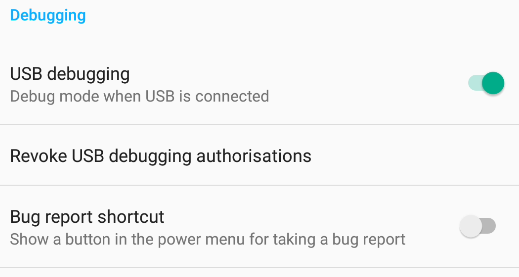 Debugging
USB debugging
Debug mode when USB is connected
Revoke USB debugging authorisations
Bug report shortcut
Show a button in the power menu for taking a bug report